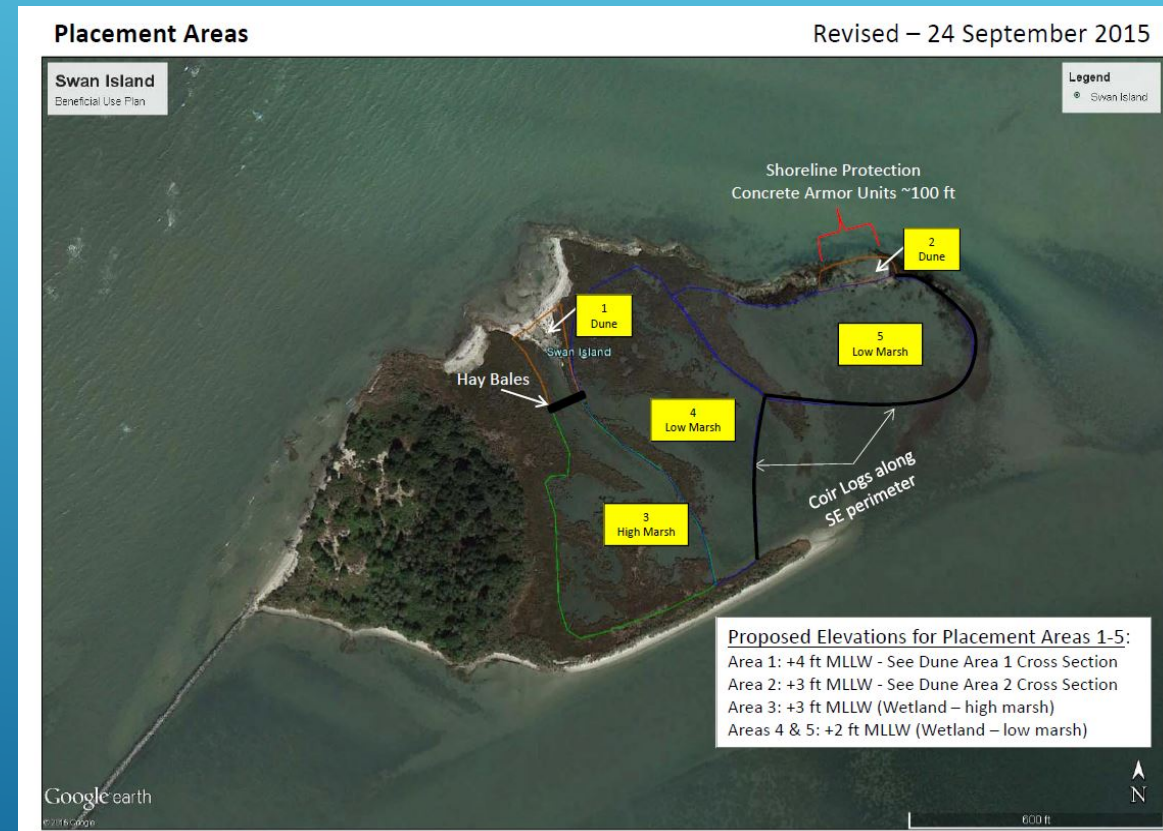 Placement Areas
Revised – 24 September 2015
Swan Island
Beneficial Use Plan
Legend
Swan Island
Shoreline Protection
Concrete Armor Units ~100 ft
2
Dune
1
Dune
Swan Island
5
Low Marsh
Hay Bales
4
Low Marsh
Coir Logs along
SE perimeter
3
High Marsh
Proposed Elevations for Placement Areas 1-5:
Area 1: +4 ft MLLW - See Dune Area 1 Cross Section
Area 2: +3 ft MLLW - See Dune Area 2 Cross Section
Area 3: +3 ft MLLW (Wetland – high marsh)
Areas 4 & 5: +2 ft MLLW (Wetland – low marsh)
Google earth
N
600 ft